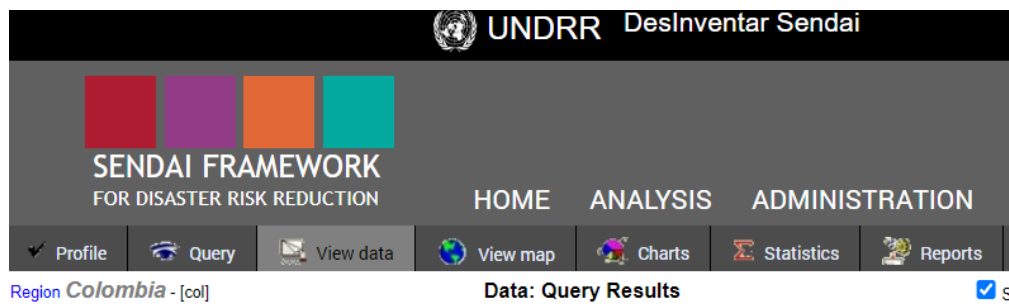 UNDRR DesInventar Sendai
SENDAI FRAMEWORK
FOR DISASTER RISK REDUCTION
HOME ANALYSIS ADMINISTRATION
Profile Query View data View map Charts Statistics Reports
Region Colombia - [col] Data: Query Results